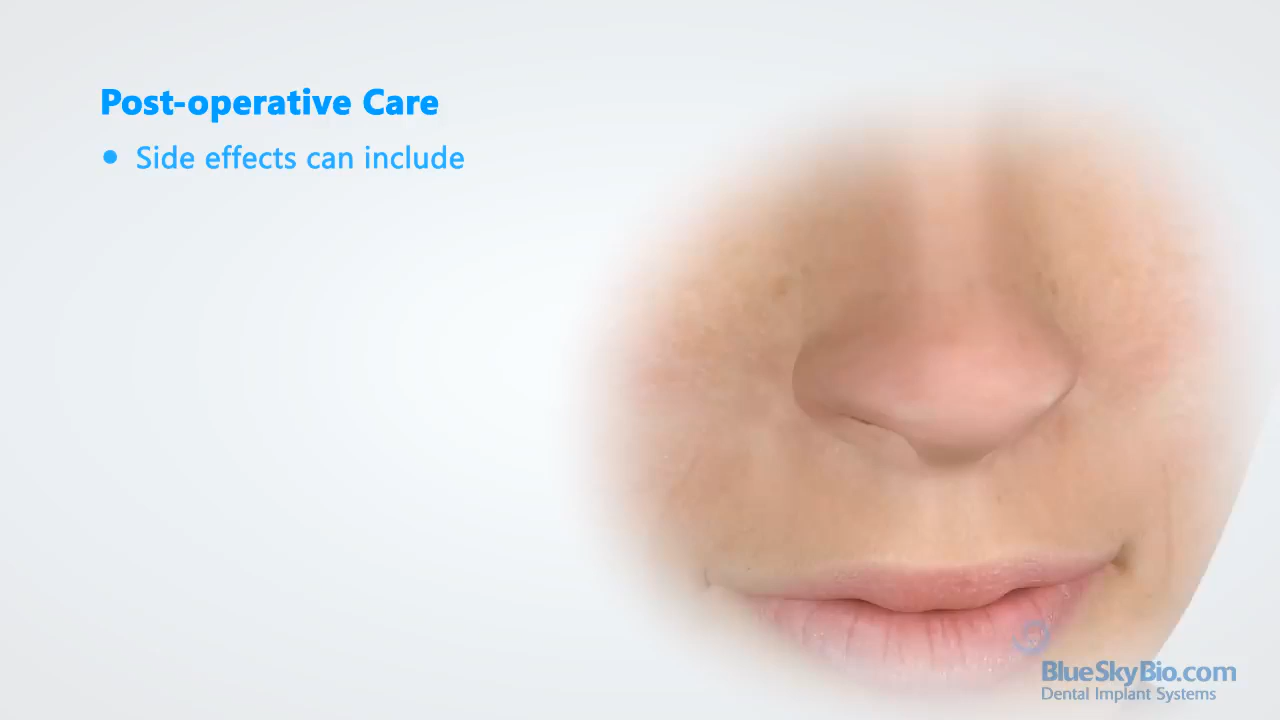 Post-operative Care
• Side effects can include
BlueSkyBio.com
Dental Implant Systems